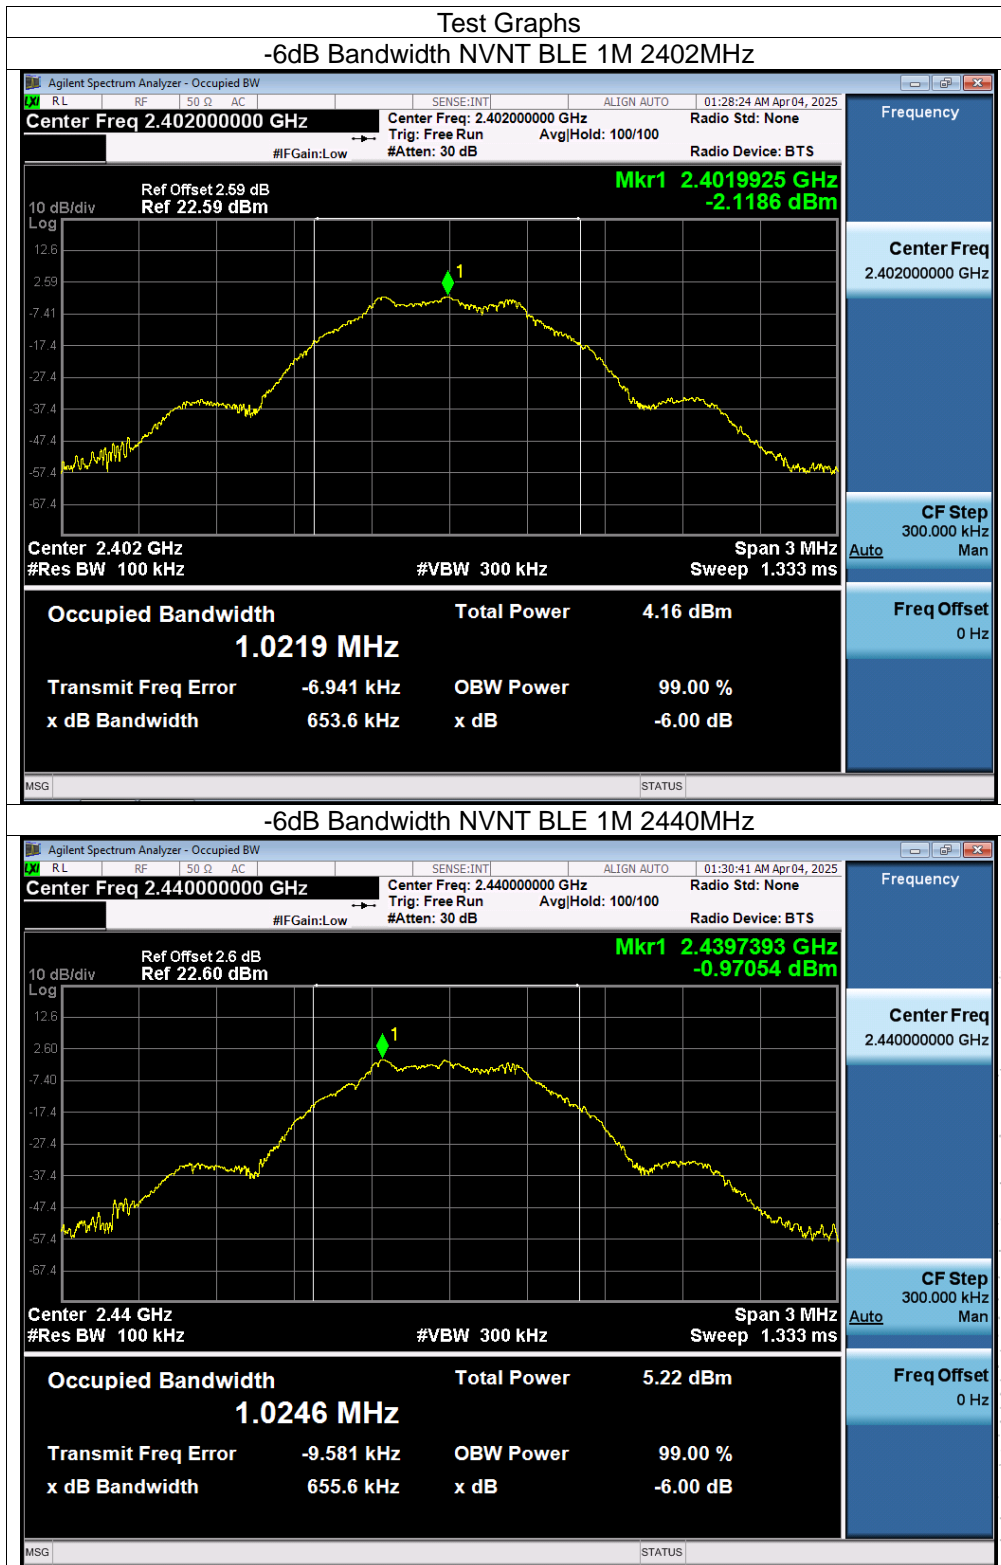 Test Graphs
-6dB Bandwidth NVNT BLE 1M 2402MHz
Agilent Spectrum Analyzer - Occupied BW
LXI RL RF 50 Ω AC SENSE:INT ALIGN AUTO 01:28:24 AM Apr 04, 2025
Center Freq 2.402000000 GHz
Center Freq: 2.402000000 GHz
Radio Std: None
Trig: Free Run Avg|Hold: 100/100
#IFGain:Low #Atten: 30 dB Radio Device: BTS
Frequency
Mkr1 2.4019925 GHz
-2.1186 dBm
Ref Offset 2.59 dB
10 dB/div Ref 22.59 dBm
Log
12.6
1
2.59
-7.41
-17.4
-27.4
-37.4
-47.4
-57.4
-67.4
Center 2.402 GHz Span 3 MHz
#Res BW 100 kHz #VBW 300 kHz Sweep 1.333 ms
Center Freq
2.402000000 GHz
CF Step
300.000 kHz
Auto Man
Freq Offset
0 Hz
Occupied Bandwidth Total Power 4.16 dBm
1.0219 MHz
Transmit Freq Error -6.941 kHz OBW Power 99.00 %
x dB Bandwidth 653.6 kHz x dB -6.00 dB
MSG STATUS
-6dB Bandwidth NVNT BLE 1M 2440MHz
Agilent Spectrum Analyzer - Occupied BW
LXI RL RF 50 Ω AC SENSE:INT ALIGN AUTO 01:30:41 AM Apr 04, 2025
Center Freq 2.440000000 GHz
Center Freq: 2.440000000 GHz
Radio Std: None
Trig: Free Run Avg|Hold: 100/100
#IFGain:Low #Atten: 30 dB Radio Device: BTS
Frequency
Mkr1 2.4397393 GHz
-0.97054 dBm
Ref Offset 2.6 dB
10 dB/div Ref 22.60 dBm
Log
12.6
1
2.60
-7.40
-17.4
-27.4
-37.4
-47.4
-57.4
-67.4
Center 2.44 GHz Span 3 MHz
#Res BW 100 kHz #VBW 300 kHz Sweep 1.333 ms
Center Freq
2.440000000 GHz
CF Step
300.000 kHz
Auto Man
Freq Offset
0 Hz
Occupied Bandwidth Total Power 5.22 dBm
1.0246 MHz
Transmit Freq Error -9.581 kHz OBW Power 99.00 %
x dB Bandwidth 655.6 kHz x dB -6.00 dB
MSG STATUS